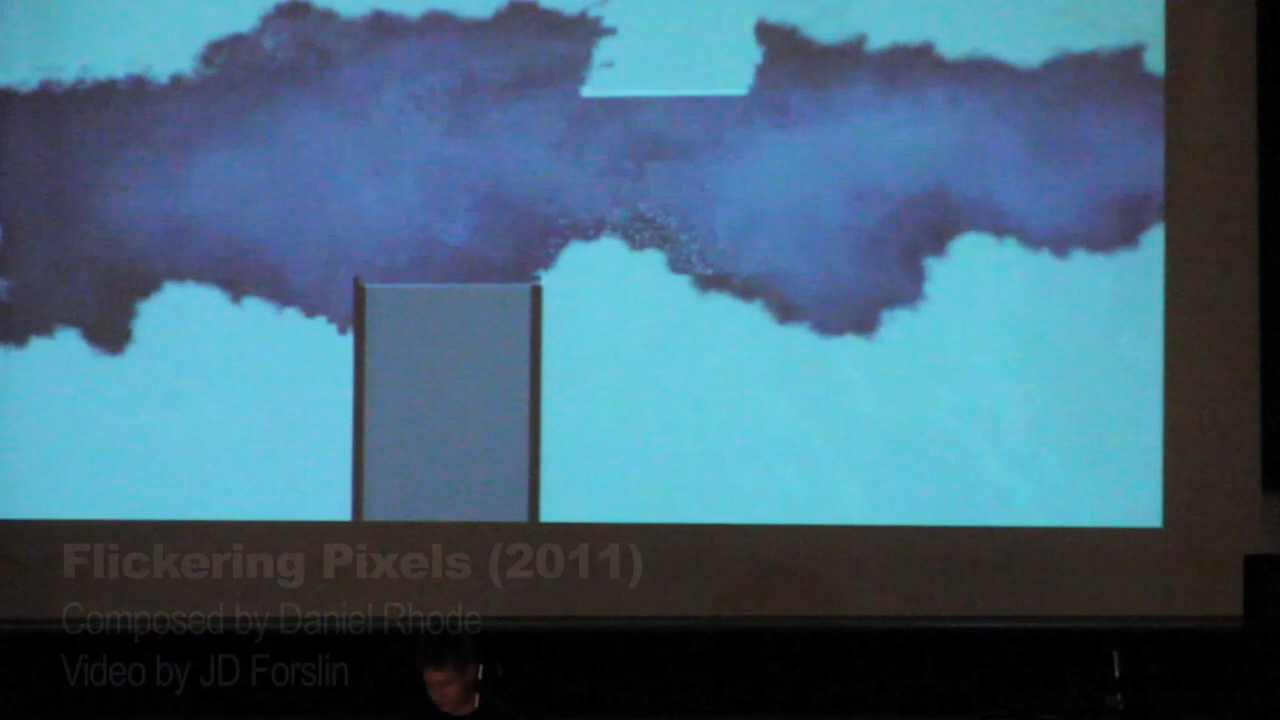 Flickering Pixels (2011)
Composed by Daniel Rhode
Video by JD Forslin